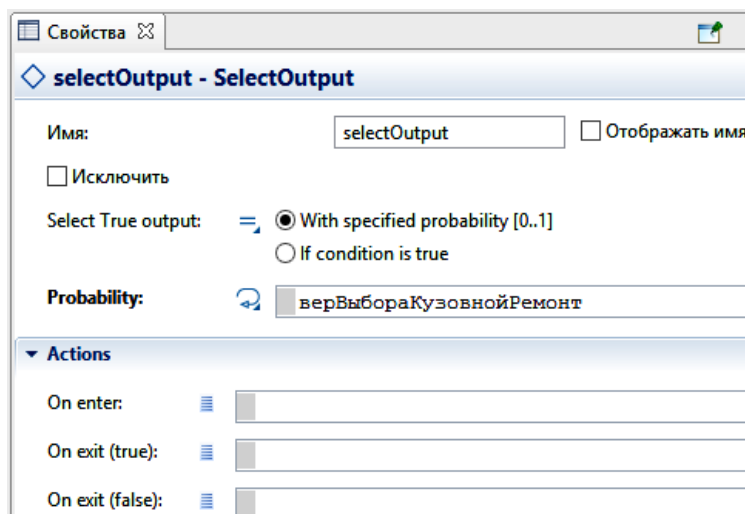 Свойства
selectOutput - SelectOutput
Имя: selectOutput Отображать имя
Исключить
Select True output: With specified probability [0..1]
If condition is true
Probability: верВыбораКузовнойРемонт
Actions
On enter:
On exit (true):
On exit (false):